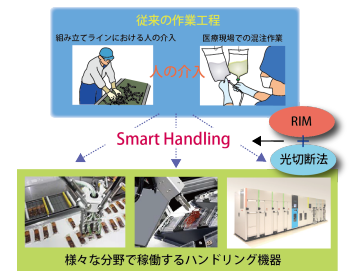 従来の作業工程
組み立てラインにおける人の介入
医療現場での混注作業
人の介入
RIM
Smart Handling
光切断法
様々な分野で稼働するハンドリング機器